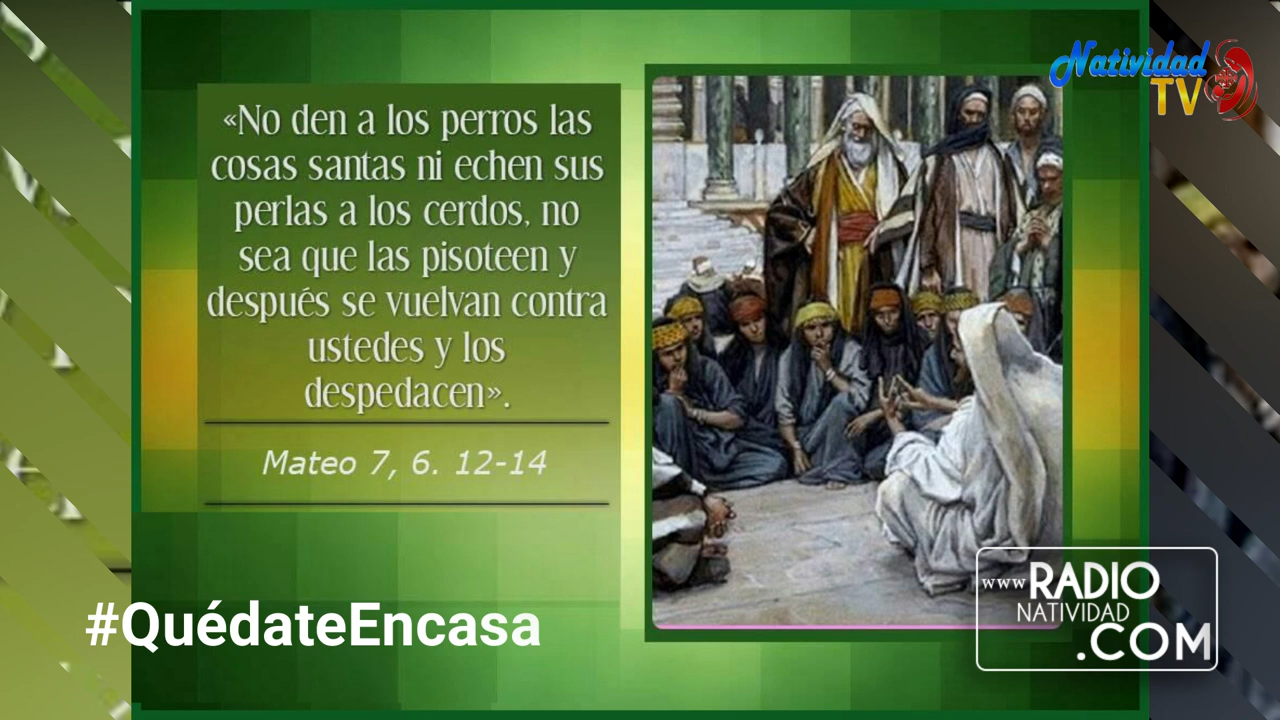 Natividad
TV
«No den a los perros las
cosas santas ni echen sus
perlas a los cerdos, no
sea que las pisoteen y
después se vuelvan contra
ustedes y los
despedacen».
Mateo 7, 6. 12-14
#QuédateEncasa
www RADIO
NATIVIDAD
.COM